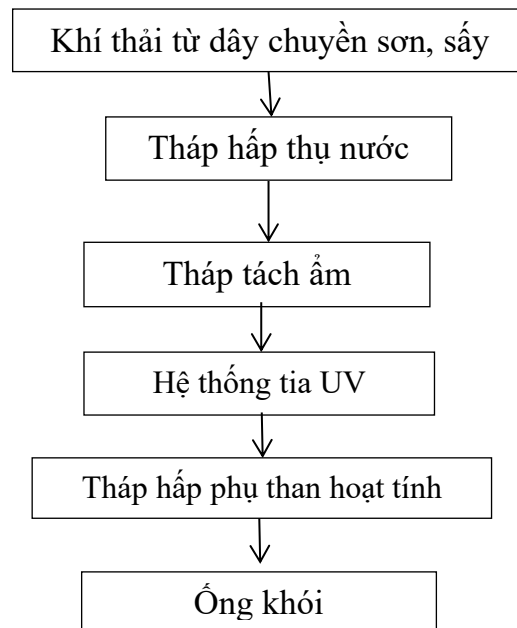 Khí thải từ dây chuyền sơn, sấy
Tháp hấp thụ nước
Tháp tách ẩm
Hệ thống tia UV
Tháp hấp phụ than hoạt tính
Ống khói